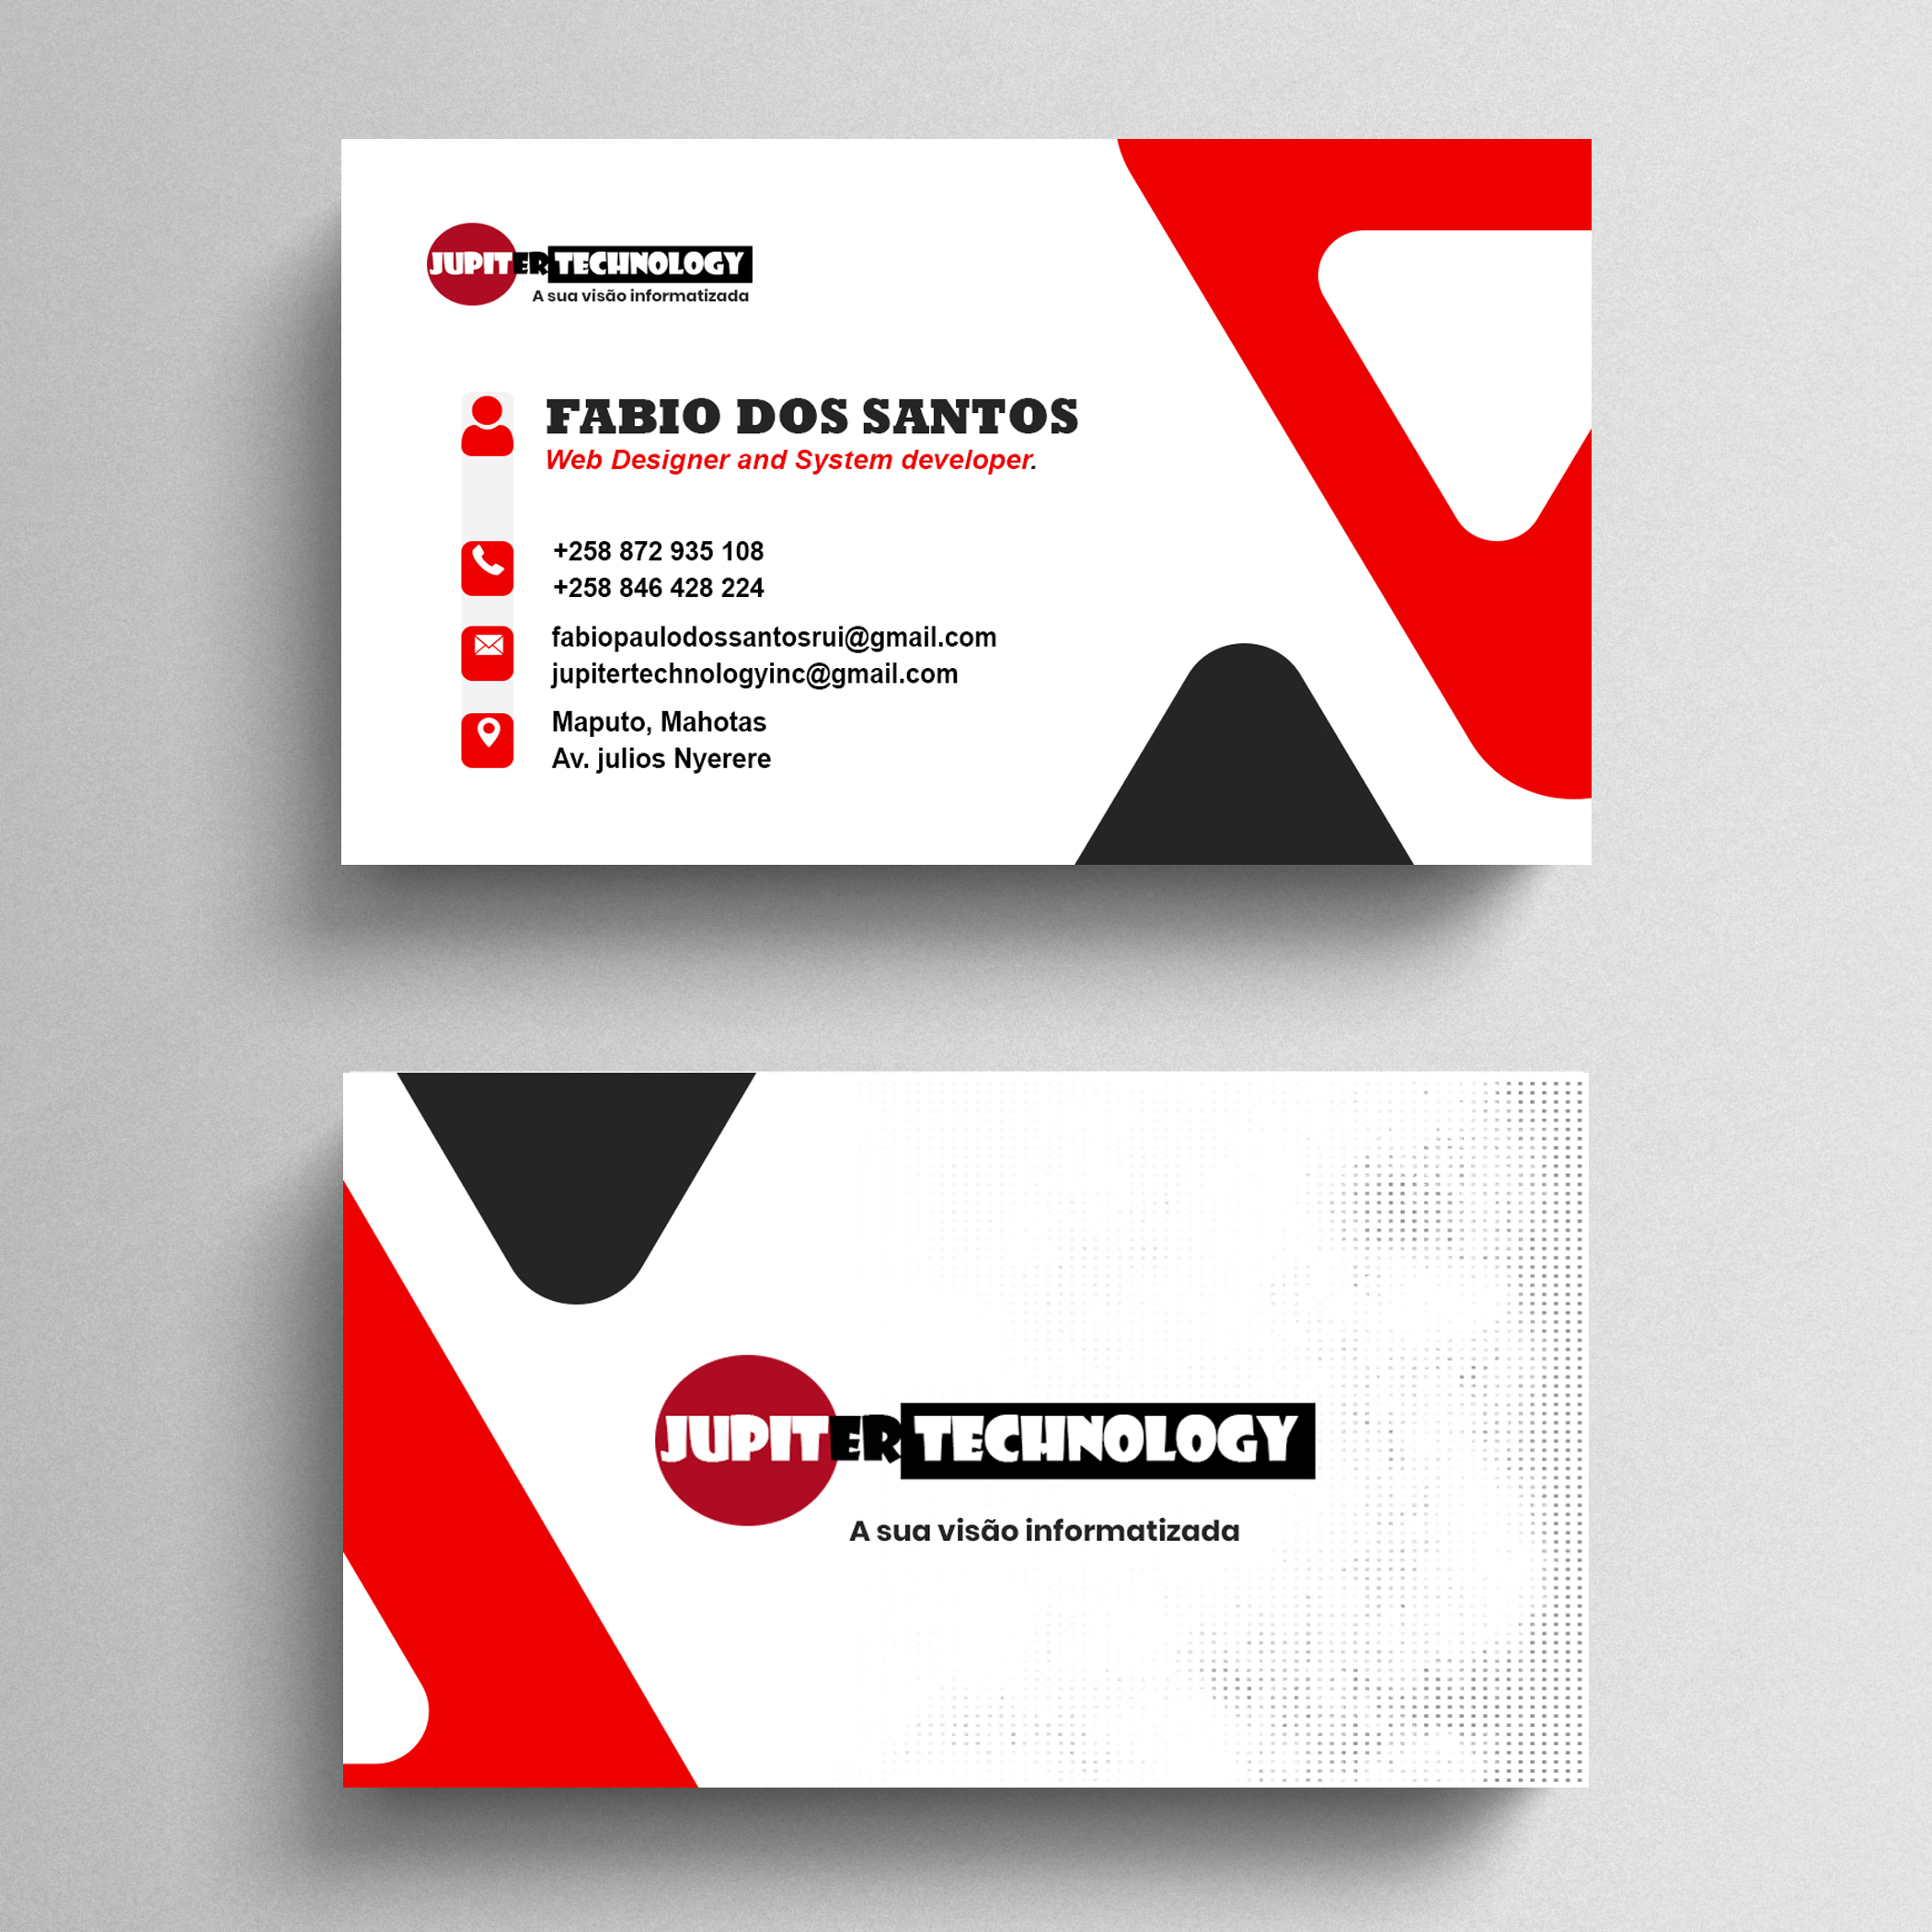 JUPITER TECHNOLOGY
A sua visão informatizada
FABIO DOS SANTOS
Web Designer and System developer.
+258 872 935 108
+258 846 428 224
fabiopaulodossantosrui@gmail.com
jupitertechnologyinc@gmail.com
Maputo, Mahotas
Av. julios Nyerere
JUPITER TECHNOLOGY
A sua visão informatizada